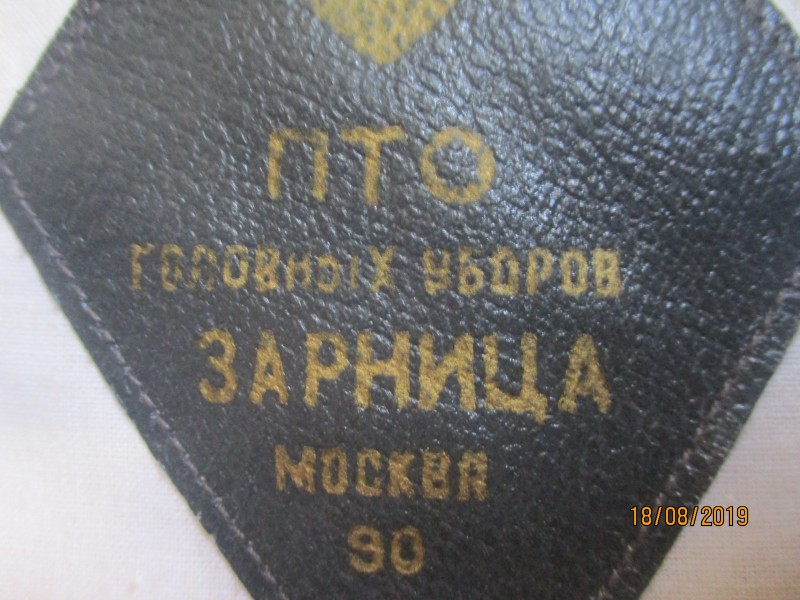 ПТО
ГОЛОВНЫХ УБОРОВ
ЗАРНИЦА
МОСКВА
90
18/08/2019